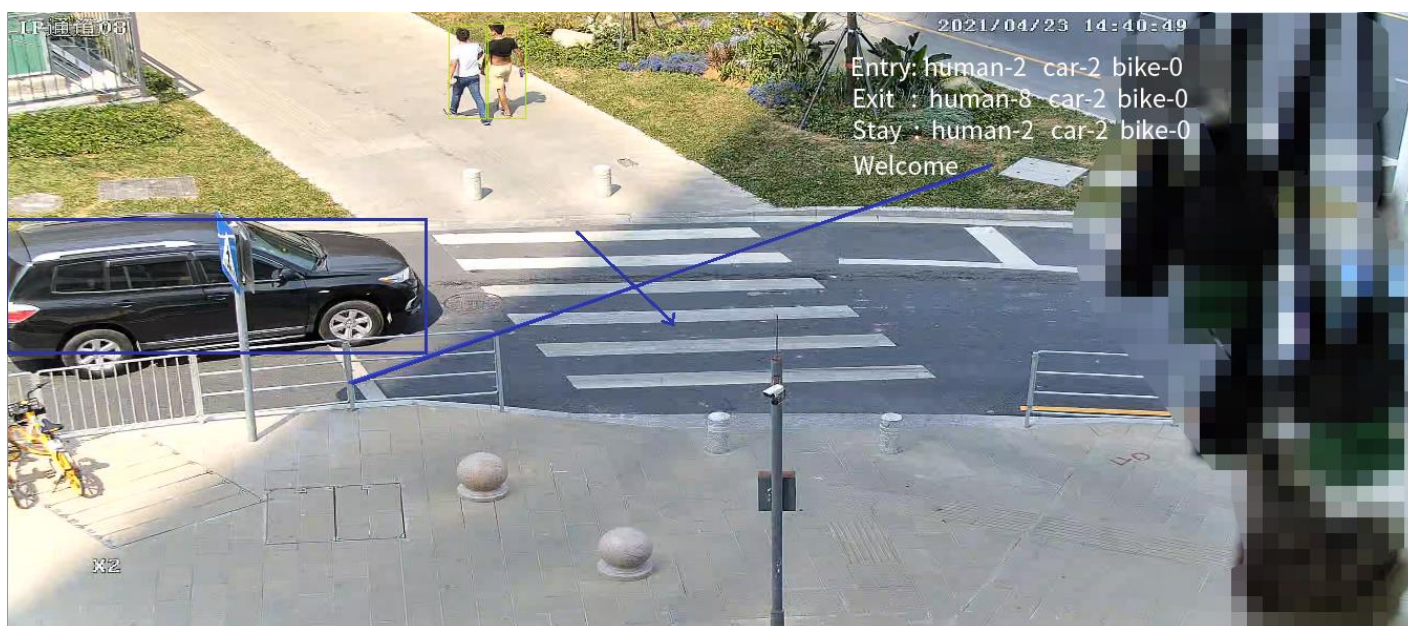 IP通道03
2021/04/23 14:40:49
Entry: human-2 car-2 bike-0
Exit : human-8 car-2 bike-0
Stay : human-2 car-2 bike-0
Welcome
X2